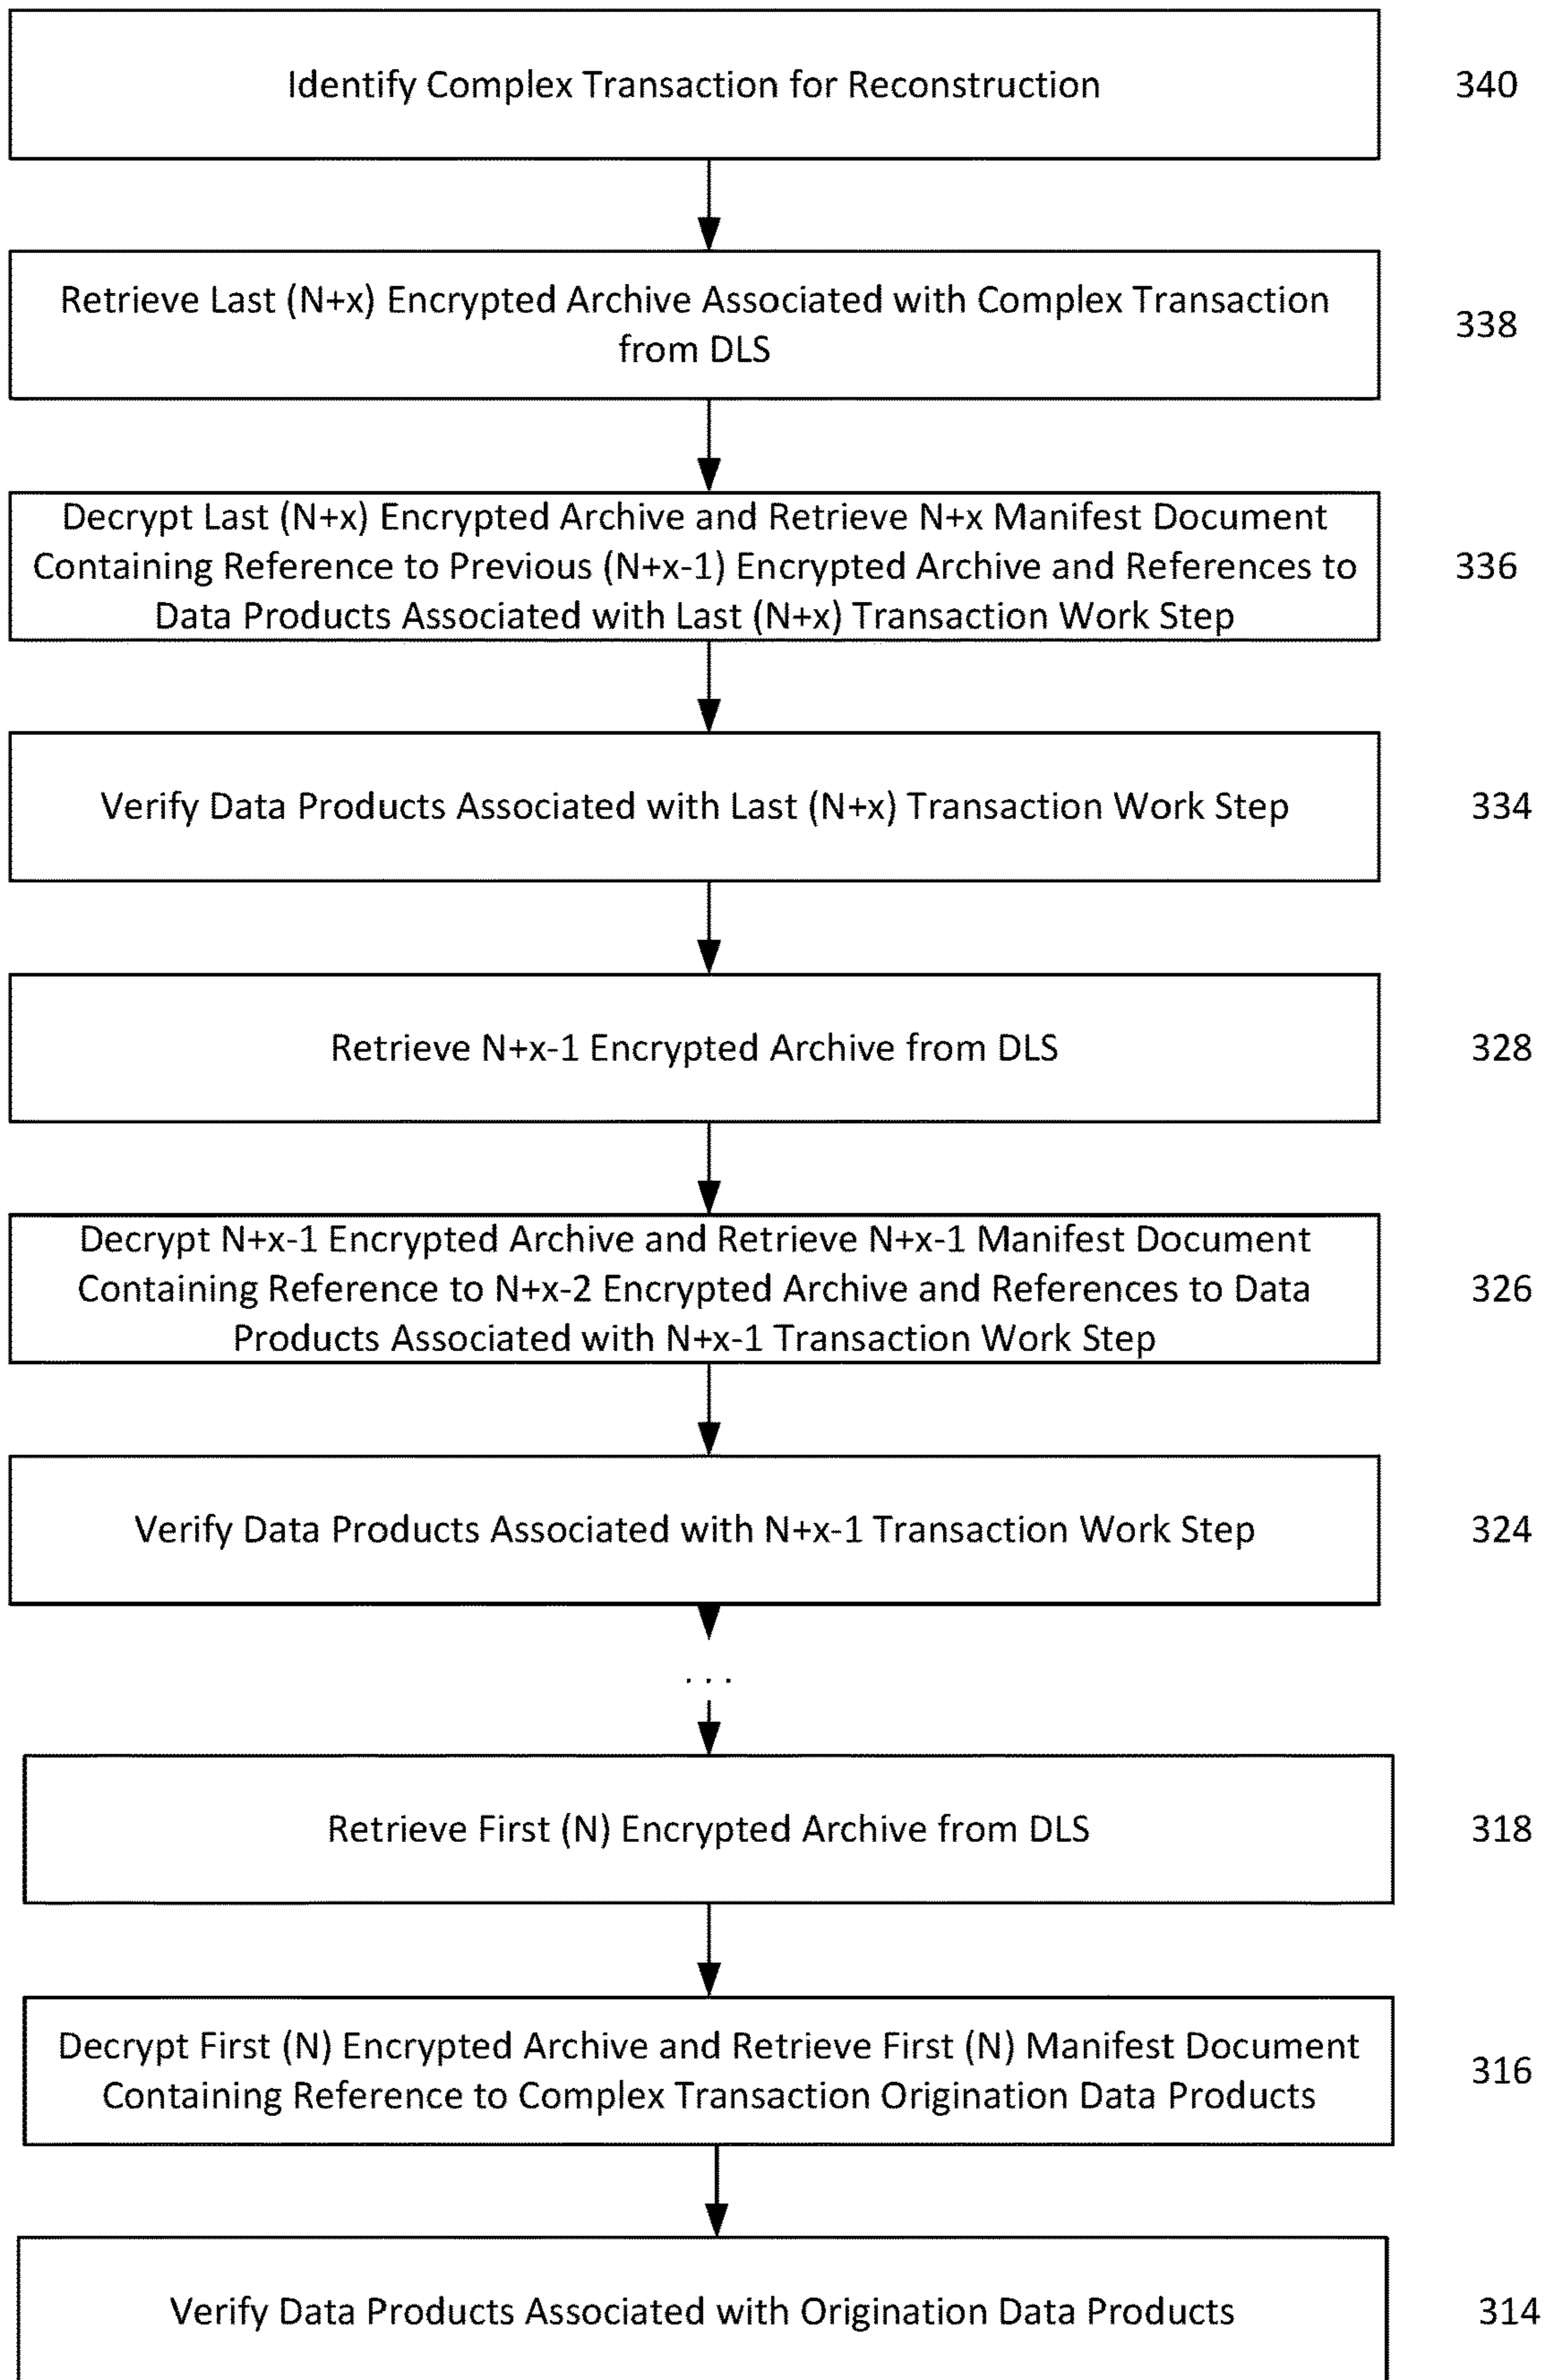 Identify Complex Transaction for Reconstruction
340
Retrieve Last (N+x) Encrypted Archive Associated with Complex Transaction
from DLS
338
Decrypt Last (N+x) Encrypted Archive and Retrieve N+x Manifest Document
Containing Reference to Previous (N+x-1) Encrypted Archive and References to
Data Products Associated with Last (N+x) Transaction Work Step
336
Verify Data Products Associated with Last (N+x) Transaction Work Step
334
Retrieve N+x-1 Encrypted Archive from DLS
328
Decrypt N+x-1 Encrypted Archive and Retrieve N+x-1 Manifest Document
Containing Reference to N+x-2 Encrypted Archive and References to Data
Products Associated with N+x-1 Transaction Work Step
326
Verify Data Products Associated with N+x-1 Transaction Work Step
324
. . .
Retrieve First (N) Encrypted Archive from DLS
318
Decrypt First (N) Encrypted Archive and Retrieve First (N) Manifest Document
Containing Reference to Complex Transaction Origination Data Products
316
Verify Data Products Associated with Origination Data Products
314